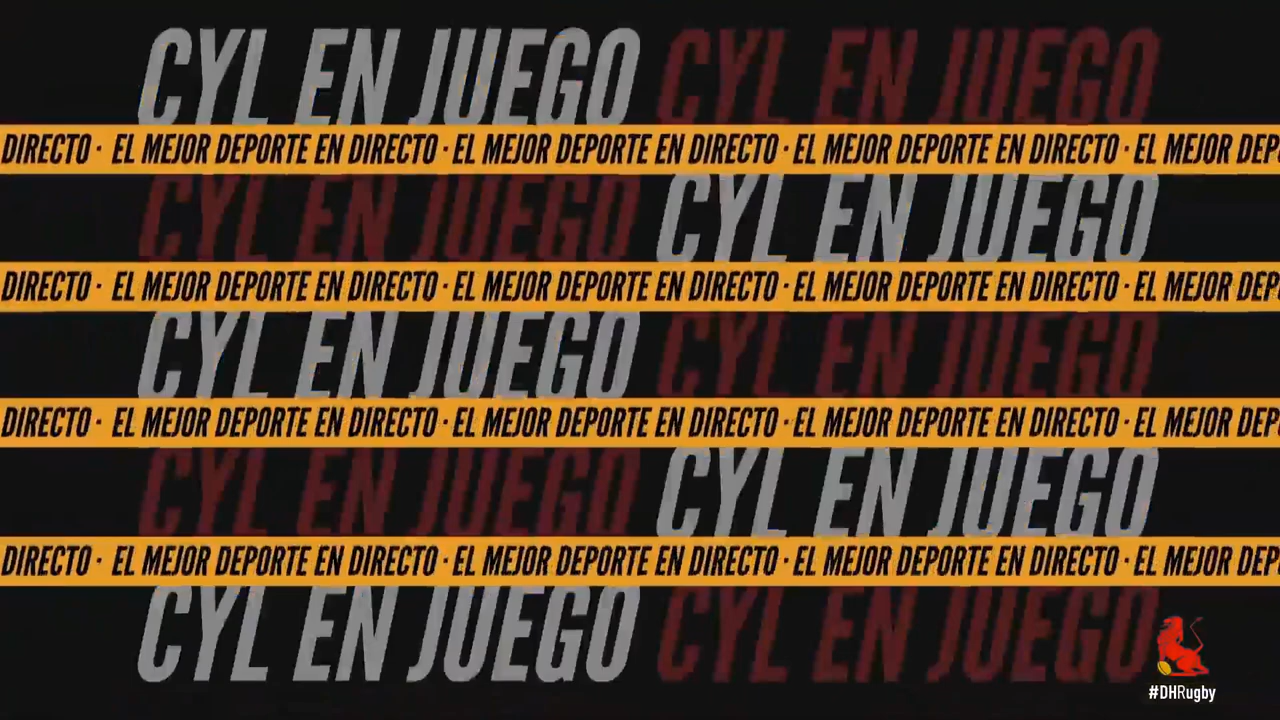 CYL EN JUEGO CYL EN JUEGO
DIRECTO · EL MEJOR DEPORTE EN DIRECTO · EL MEJOR DEPORTE EN DIRECTO · EL MEJOR DEPORTE EN DIRECTO · EL MEJOR DEP
CYL EN JUEGO CYL EN JUEGO
DIRECTO · EL MEJOR DEPORTE EN DIRECTO · EL MEJOR DEPORTE EN DIRECTO · EL MEJOR DEPORTE EN DIRECTO · EL MEJOR DEP
CYL EN JUEGO CYL EN JUEGO
DIRECTO · EL MEJOR DEPORTE EN DIRECTO · EL MEJOR DEPORTE EN DIRECTO · EL MEJOR DEPORTE EN DIRECTO · EL MEJOR DEP
CYL EN JUEGO CYL EN JUEGO
DIRECTO · EL MEJOR DEPORTE EN DIRECTO · EL MEJOR DEPORTE EN DIRECTO · EL MEJOR DEPORTE EN DIRECTO · EL MEJOR DEP
CYL EN JUEGO CYL EN JUEGO
#DHRugby